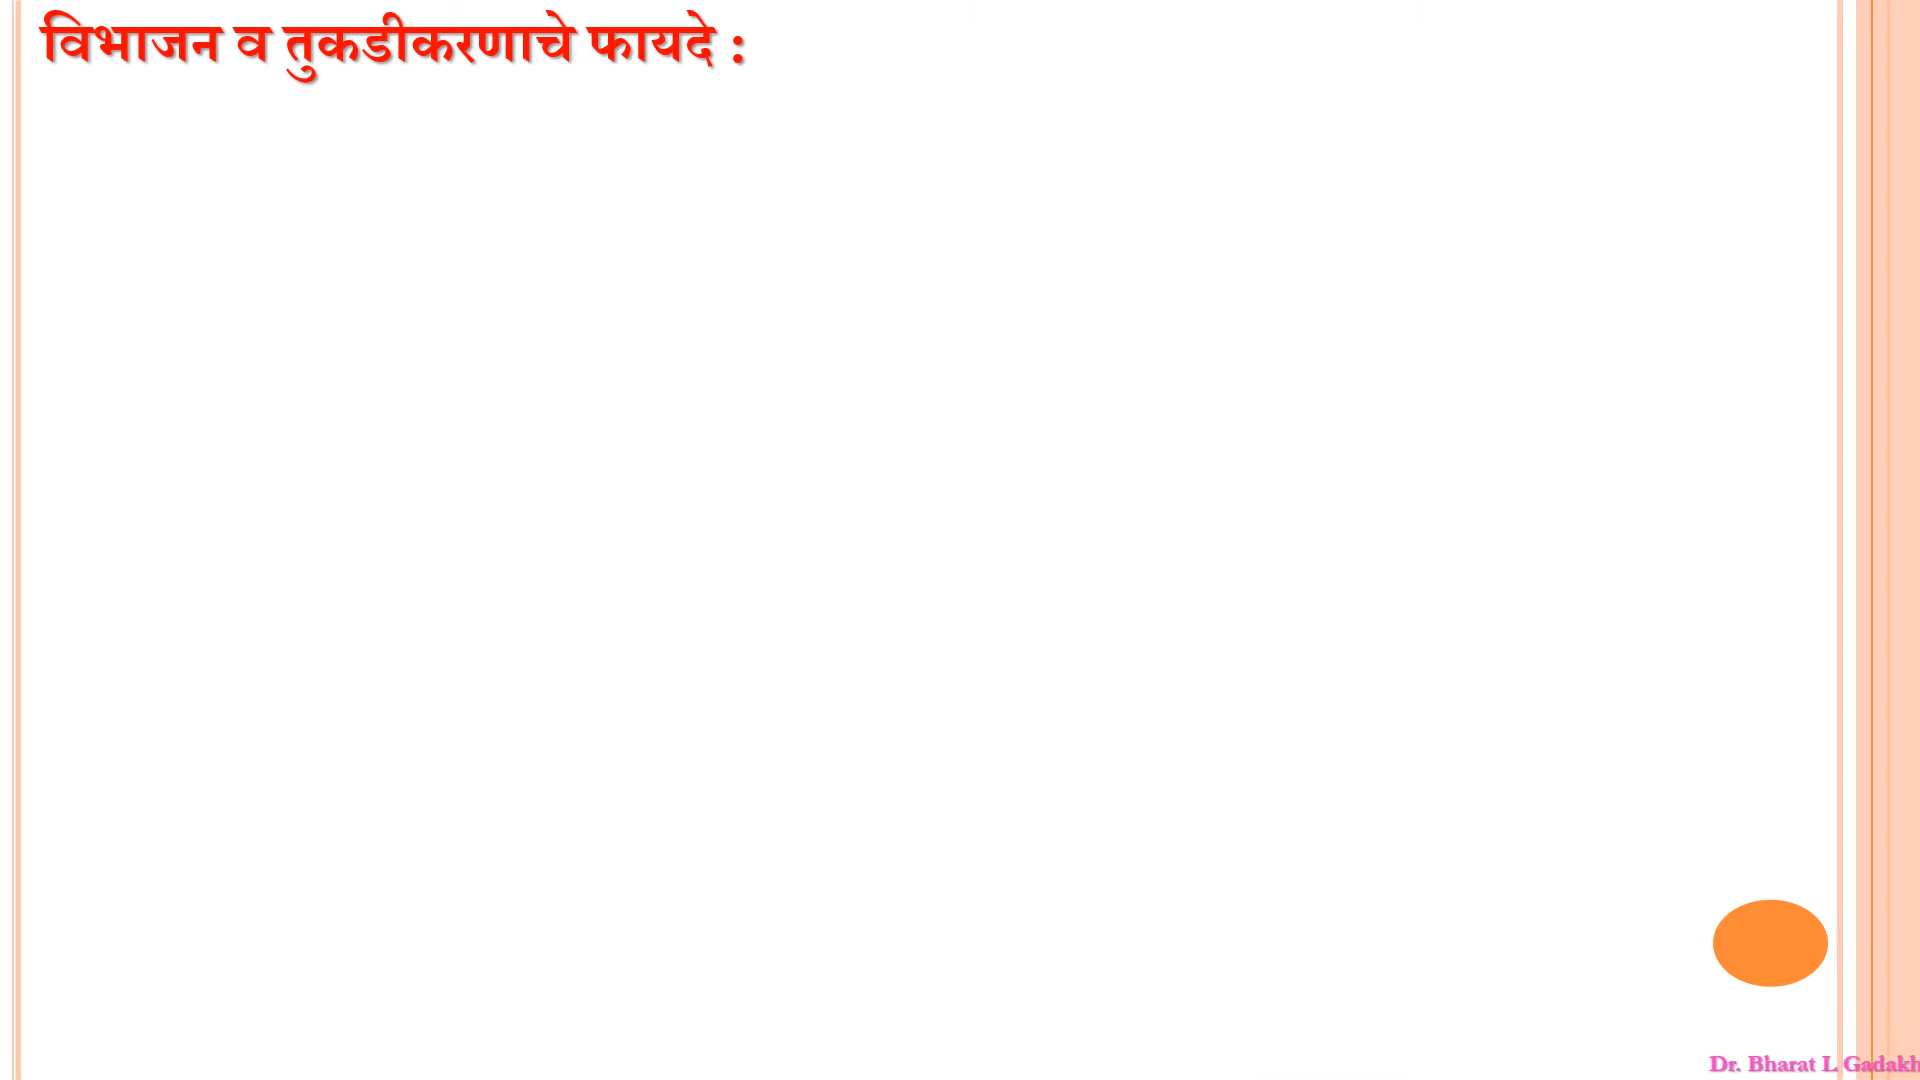 विभाजन व तुकडीकरणाचे फायदे :
Dr. Bharat L. Gadakh